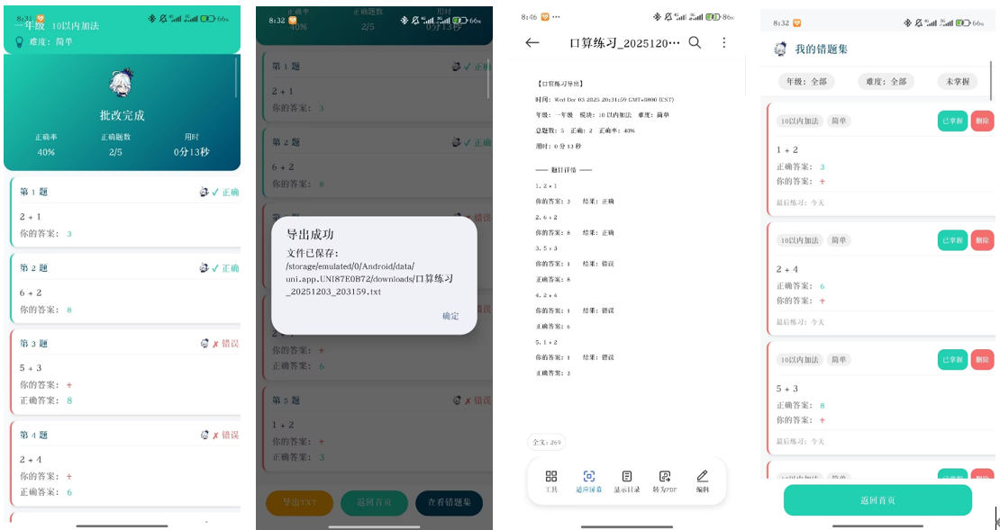 8:31
66%
一年级 10以内加法
难度: 简单
批改完成
正确率 正确题数 用时
40% 2/5 0分13秒
第 1 题 ✓ 正确
2 + 1
你的答案: 3
第 2 题 ✓ 正确
6 + 2
你的答案: 8
第 3 题 ✗ 错误
5 + 3
你的答案: +
正确答案: 8
第 4 题 ✗ 错误
2 + 4
你的答案: +
正确答案: 6
8:32
66%
正确率 正确题数 用时
40% 2/5 0分13秒
第 1 题 ✓ 正确
2 + 1
你的答案: 3
第 2 题 ✓ 正确
6 + 2
你的答案: 8
错误
导出成功
文件已保存:
/storage/emulated/0/Android/data/
uni.app.UNI87E0B72/downloads/口算练习
_20251203_203159.txt
确定
你的答案: +
正确答案: 6
第 5 题 ✗ 错误
1 + 2
你的答案: +
正确答案: 3
导出TXT 返回首页 查看错题集
8:46 ···
86%
口算练习_2025120···
【口算练习导出】
时间: Wed Dec 03 2025 20:31:59 GMT+0800 (CST)
年级: 一年级 模块: 10 以内加法 难度: 简单
总题数: 5 正确: 2 正确率: 40%
用时: 0 分 13 秒
—— 题目详情 ——
1. 2 + 1
你的答案: 3 结果: 正确
2. 6 + 2
你的答案: 8 结果: 正确
3. 5 + 3
你的答案: 1 结果: 错误
正确答案: 8
4. 2 + 4
你的答案: 1 结果: 错误
正确答案: 6
5. 1 + 2
你的答案: 1 结果: 错误
正确答案: 3
全文: 269
工具 适应屏幕 显示目录 转为PDF 编辑
8:32
66%
我的错题集
年级: 全部 难度: 全部 未掌握
10以内加法 简单 已掌握 删除
1 + 2
正确答案: 3
你的答案: +
最后练习: 今天
10以内加法 简单 已掌握 删除
2 + 4
正确答案: 6
你的答案: +
最后练习: 今天
10以内加法 简单 已掌握 删除
5 + 3
正确答案: 8
你的答案: +
最后练习: 今天
10以内加法 简单 已掌握 删除
返回首页